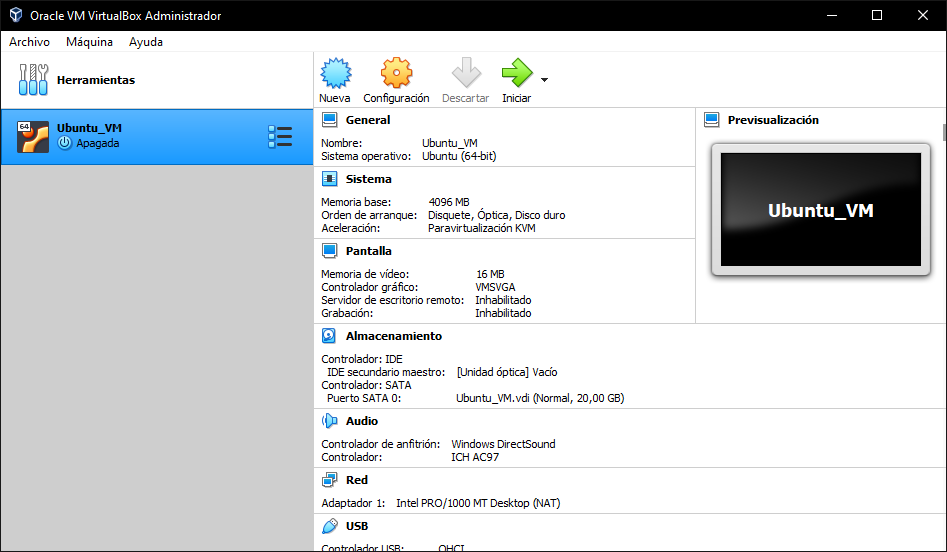 Oracle VM VirtualBox Administrador
Archivo Máquina Ayuda
Herramientas
Nueva Configuración Descartar Iniciar
64
Ubuntu_VM
Apagada
General
Nombre: Ubuntu_VM
Sistema operativo: Ubuntu (64-bit)
Sistema
Memoria base: 4096 MB
Orden de arranque: Disquete, Óptica, Disco duro
Aceleración: Paravirtualización KVM
Pantalla
Memoria de vídeo: 16 MB
Controlador gráfico: VMSVGA
Servidor de escritorio remoto: Inhabilitado
Grabación: Inhabilitado
Previsualización
Ubuntu_VM
Almacenamiento
Controlador: IDE
IDE secundario maestro: [Unidad óptica] Vacío
Controlador: SATA
Puerto SATA 0: Ubuntu_VM.vdi (Normal, 20,00 GB)
Audio
Controlador de anfitrión: Windows DirectSound
Controlador: ICH AC97
Red
Adaptador 1: Intel PRO/1000 MT Desktop (NAT)
USB
Controlador USB: OHCI